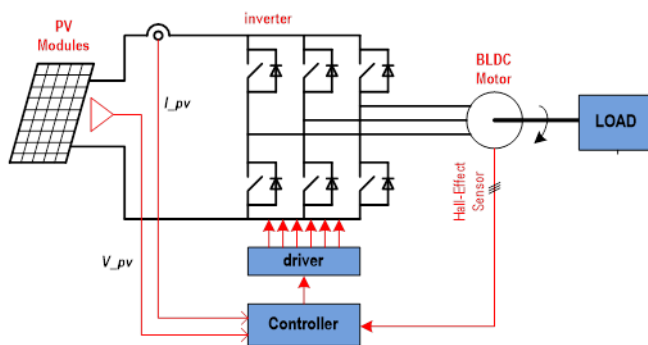 PV
Modules
inverter
I_pv
BLDC
Motor
LOAD
Hall-Effect
Sensor
V_pv
driver
Controller